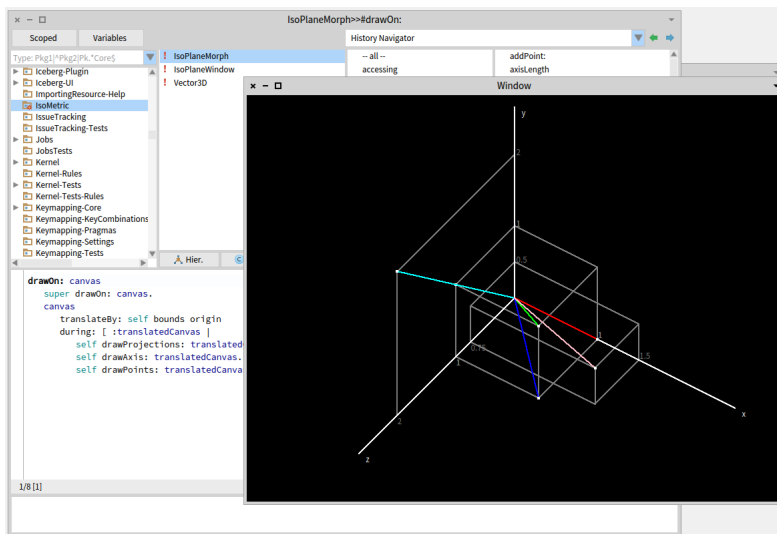 IsoPlaneMorph>>#drawOn:
Scoped
Variables
History Navigator
Type: Pkg1|^Pkg2|Pk.*Core$
Iceberg-Plugin
Iceberg-UI
ImportingResource-Help
IsoMetric
IssueTracking
IssueTracking-Tests
Jobs
JobsTests
Kernel
Kernel-Rules
Kernel-Tests
Kernel-Tests-Rules
Keymapping-Core
Keymapping-KeyCombinations
Keymapping-Pragmas
Keymapping-Settings
Keymapping-Tests
! IsoPlaneMorph
! IsoPlaneWindow
! Vector3D
-- all --
accessing
addPoint:
axisLength
Hier.
C
drawOn: canvas
super drawOn: canvas.
canvas
translateBy: self bounds origin
during: [ :translatedCanvas |
self drawProjections: translated
self drawAxis: translatedCanvas.
self drawPoints: translatedCanva
1/8 [1]
Window
y
2
1
0.5
1
1.5
0.75
1
2
x
z